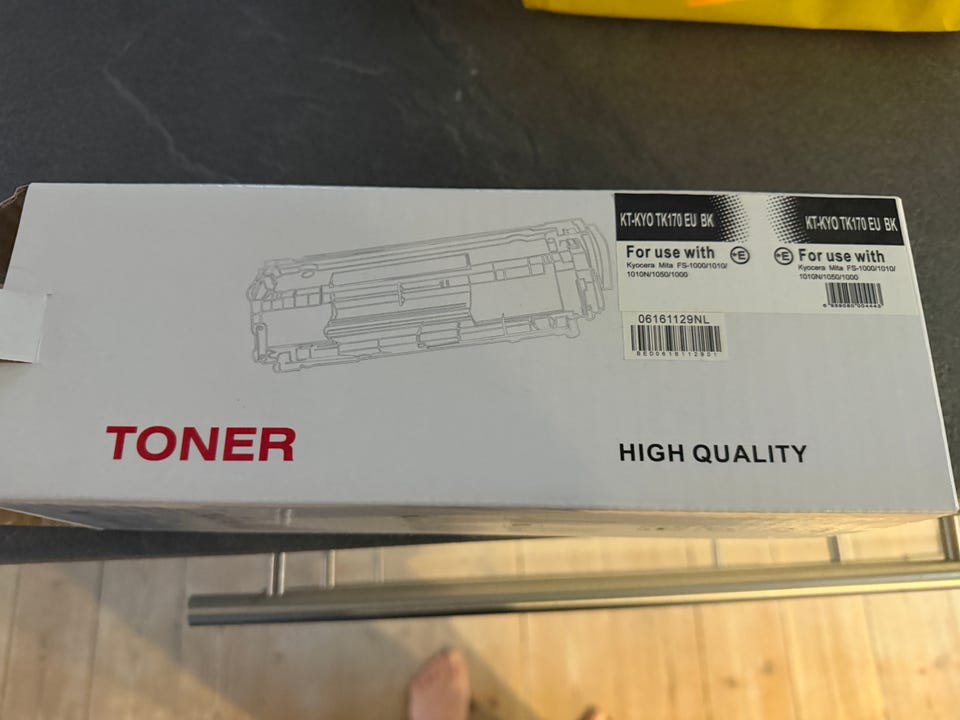 KT-KYO TK170 EU BK
For use with
Kyocera Mita FS-1000/1010/
1010N/1050/1000
KT-KYO TK170 EU BK
+E
For use with
Kyocera Mita FS-1000/1010/
1010N/1050/1000
06161129NL
TONER
HIGH QUALITY